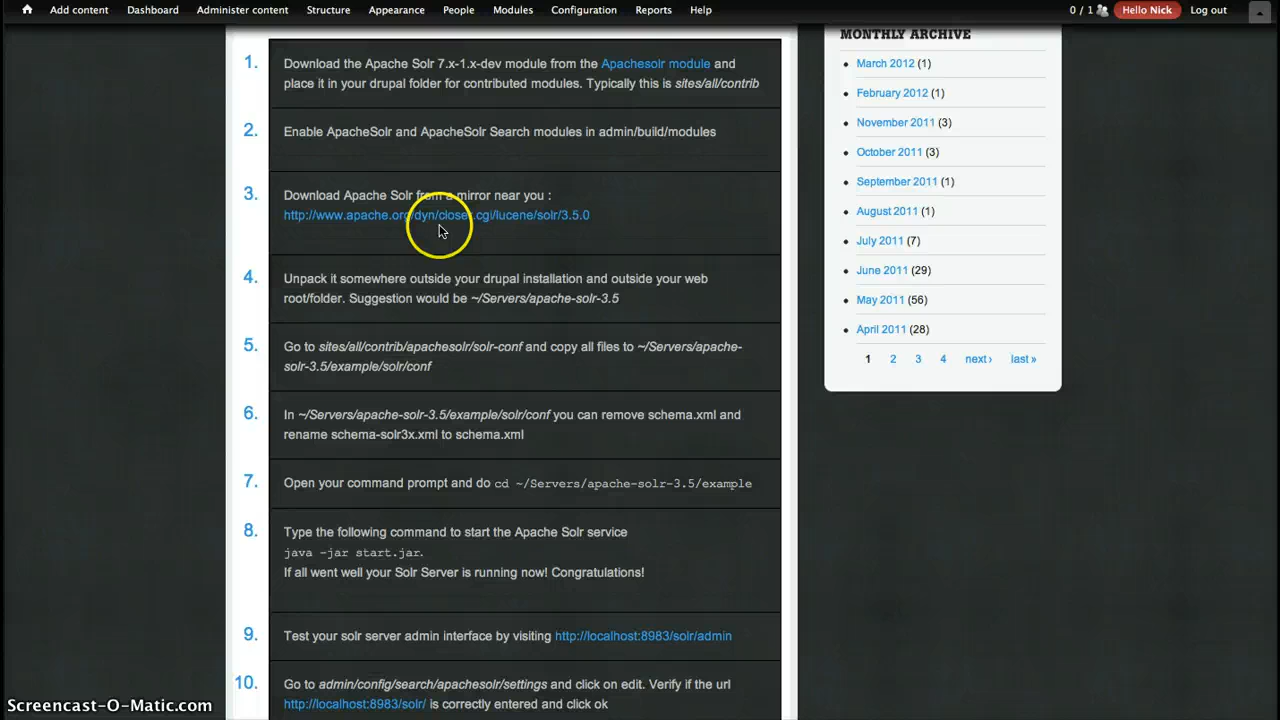 Add content Dashboard Administer content Structure Appearance People Modules Configuration Reports Help 0 / 1 Hello Nick Log out
1. Download the Apache Solr 7.x-1.x-dev module from the Apachesolr module and
place it in your drupal folder for contributed modules. Typically this is sites/all/contrib
2. Enable ApacheSolr and ApacheSolr Search modules in admin/build/modules
3. Download Apache Solr from a mirror near you :
http://www.apache.org/dyn/closer.cgi/lucene/solr/3.5.0
4. Unpack it somewhere outside your drupal installation and outside your web
root/folder. Suggestion would be ~/Servers/apache-solr-3.5
5. Go to sites/all/contrib/apachesolr/solr-conf and copy all files to ~/Servers/apache-
solr-3.5/example/solr/conf
6. In ~/Servers/apache-solr-3.5/example/solr/conf you can remove schema.xml and
rename schema-solr3x.xml to schema.xml
7. Open your command prompt and do cd ~/Servers/apache-solr-3.5/example
8. Type the following command to start the Apache Solr service
java -jar start.jar.
If all went well your Solr Server is running now! Congratulations!
9. Test your solr server admin interface by visiting http://localhost:8983/solr/admin
10. Go to admin/config/search/apachesolr/settings and click on edit. Verify if the url
http://localhost:8983/solr/ is correctly entered and click ok
MONTHLY ARCHIVE
March 2012 (1)
February 2012 (1)
November 2011 (3)
October 2011 (3)
September 2011 (1)
August 2011 (1)
July 2011 (7)
June 2011 (29)
May 2011 (56)
April 2011 (28)
1 2 3 4 next › last »
Screencast-O-Matic.com